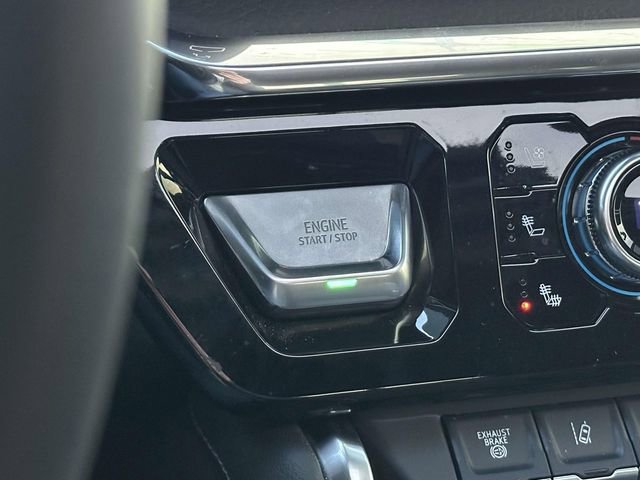 ENGINE
START / STOP
EXHAUST
BRAKE